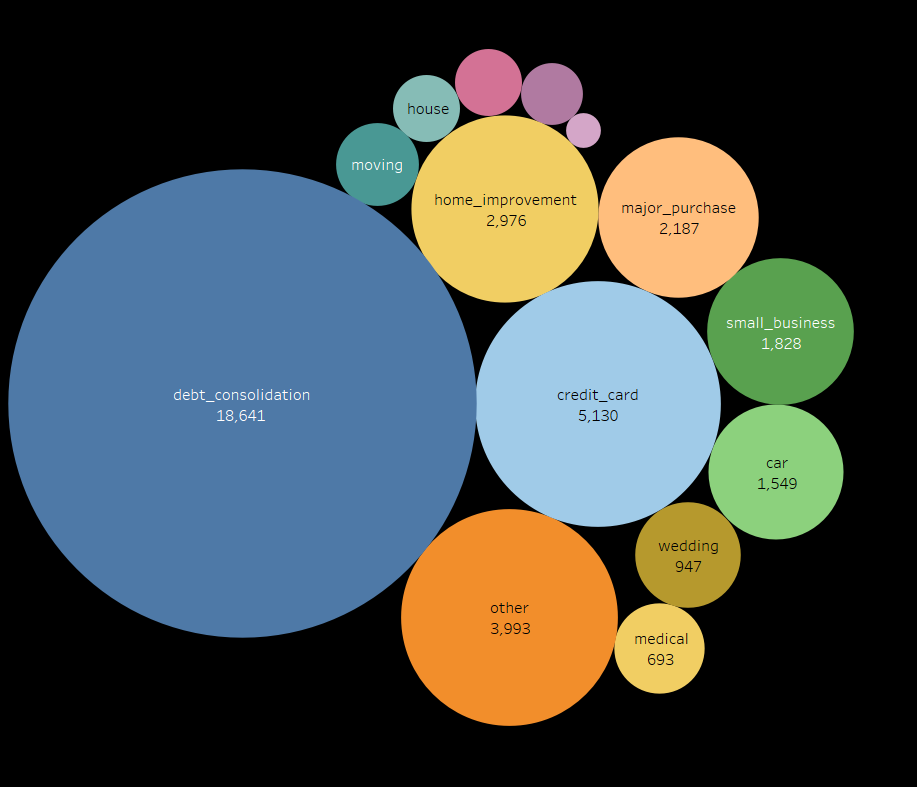 house
moving
home_improvement
2,976
major_purchase
2,187
small_business
1,828
debt_consolidation
18,641
credit_card
5,130
car
1,549
wedding
947
other
3,993
medical
693